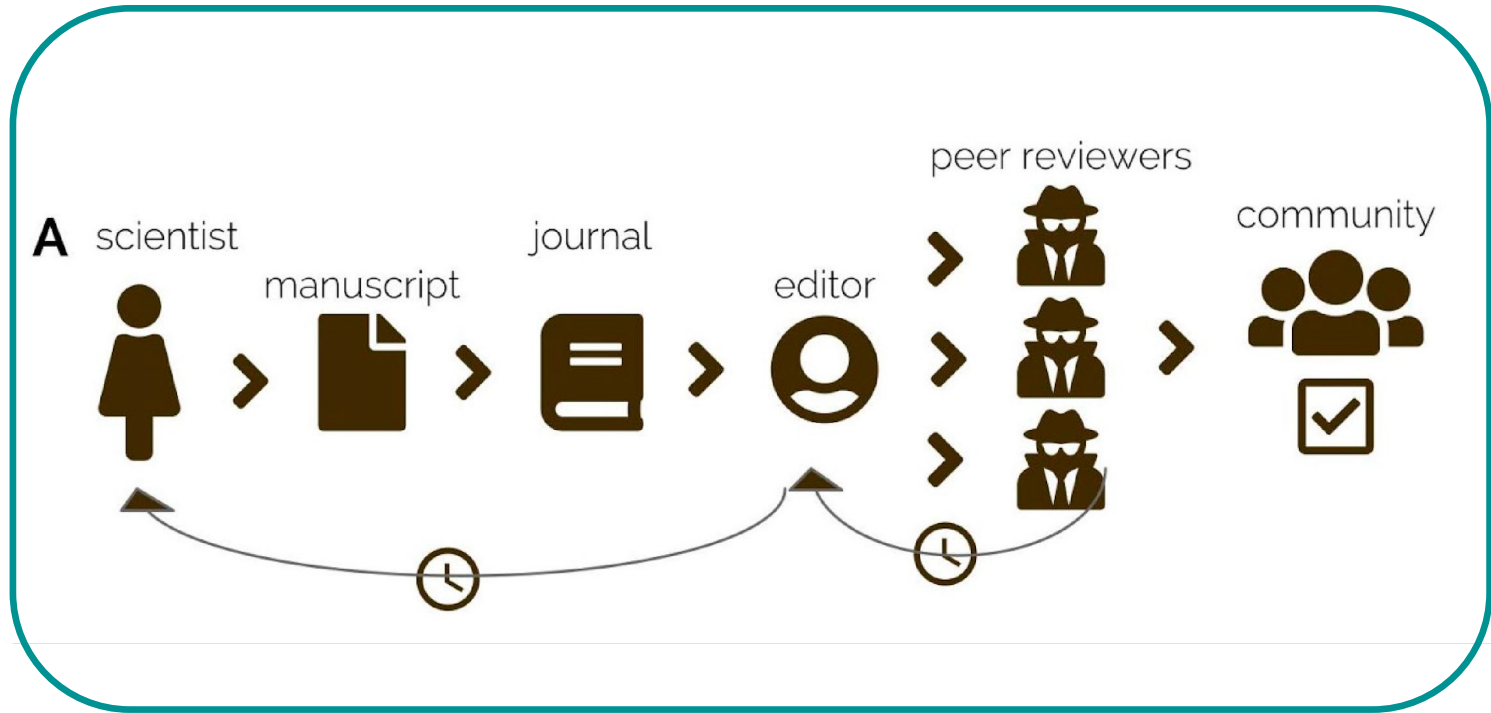 A
scientist
manuscript
journal
editor
peer reviewers
community